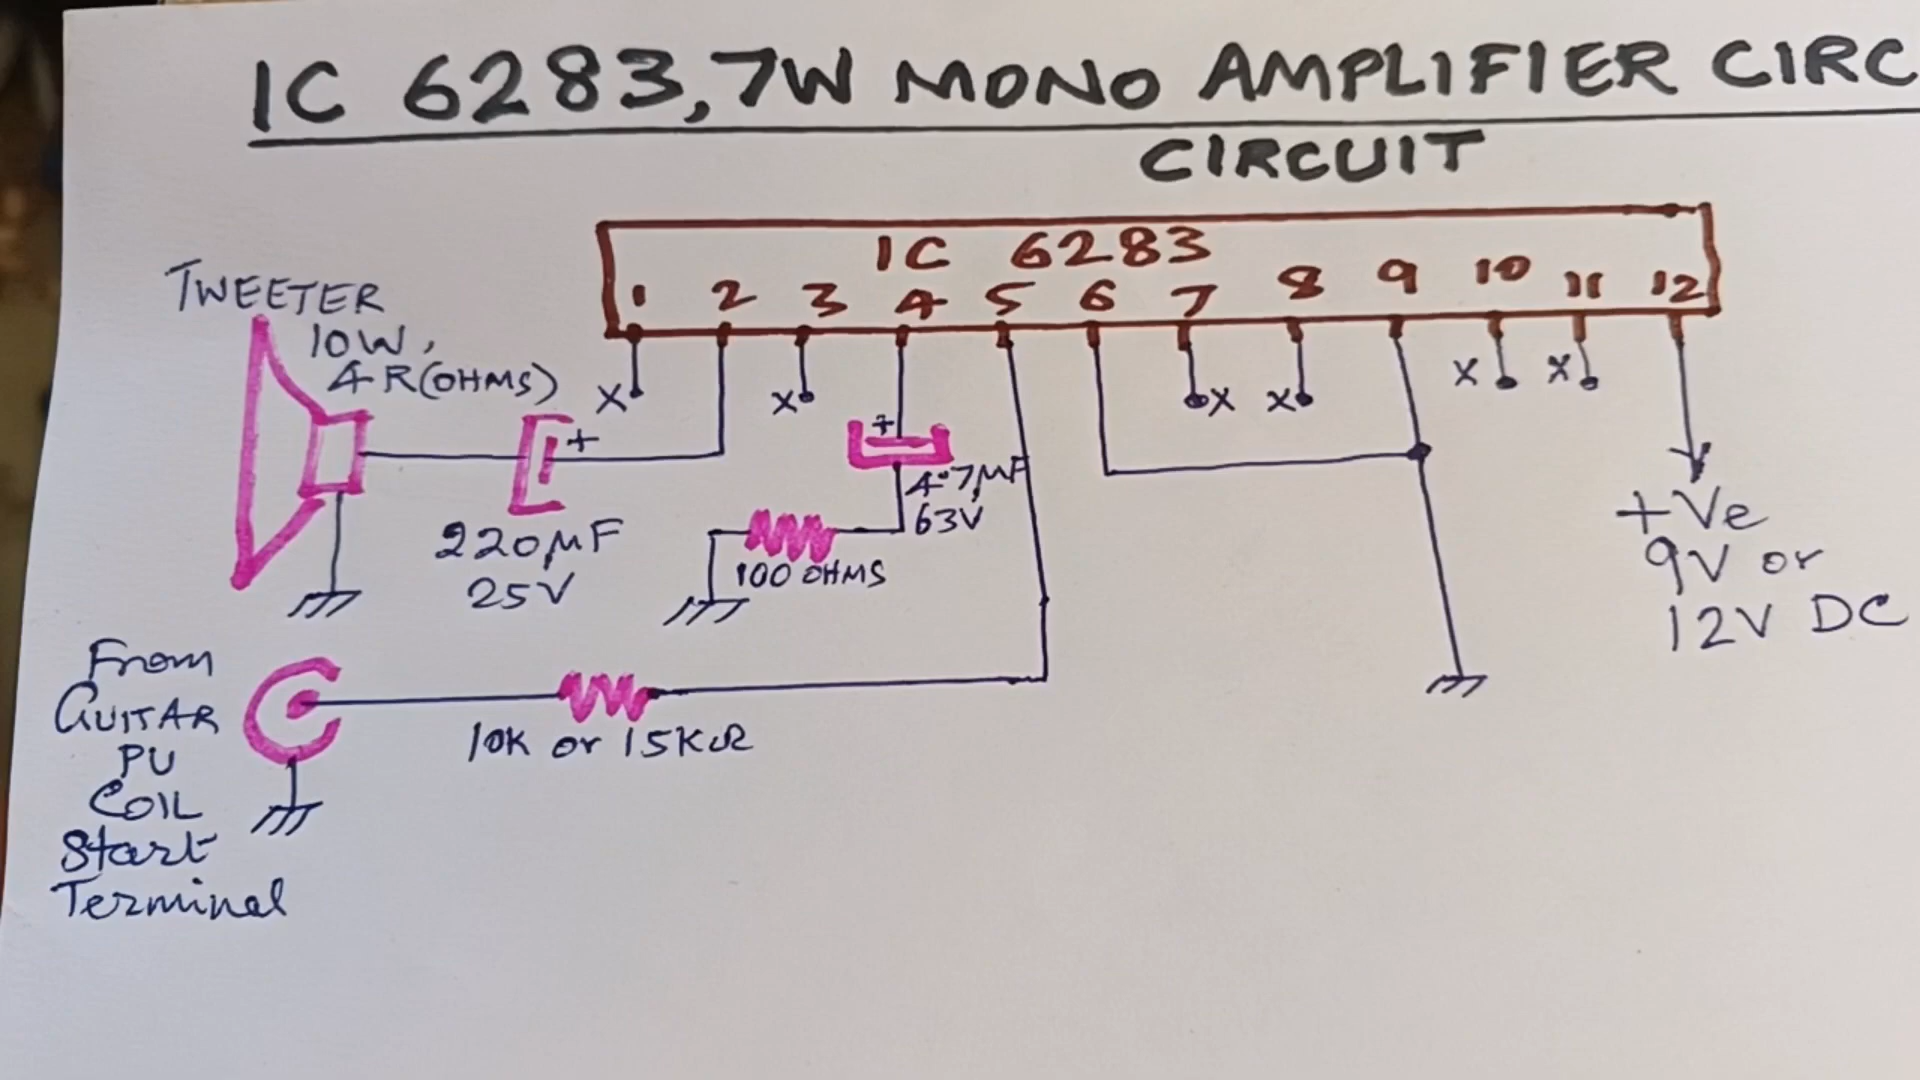 IC 6283, 7W MONO AMPLIFIER CIRC
CIRCUIT
IC 6283
1 2 3 4 5 6 7 8 9 10 11 12
TWEETER
10W,
4R(OHMS)
X X X X X X
+ +
220μF
25V
4.7μF
63V
100 OHMS
+Ve
9V or
12V DC
From
GUITAR
PU
COIL
Start
Terminal
10K or 15KΩ